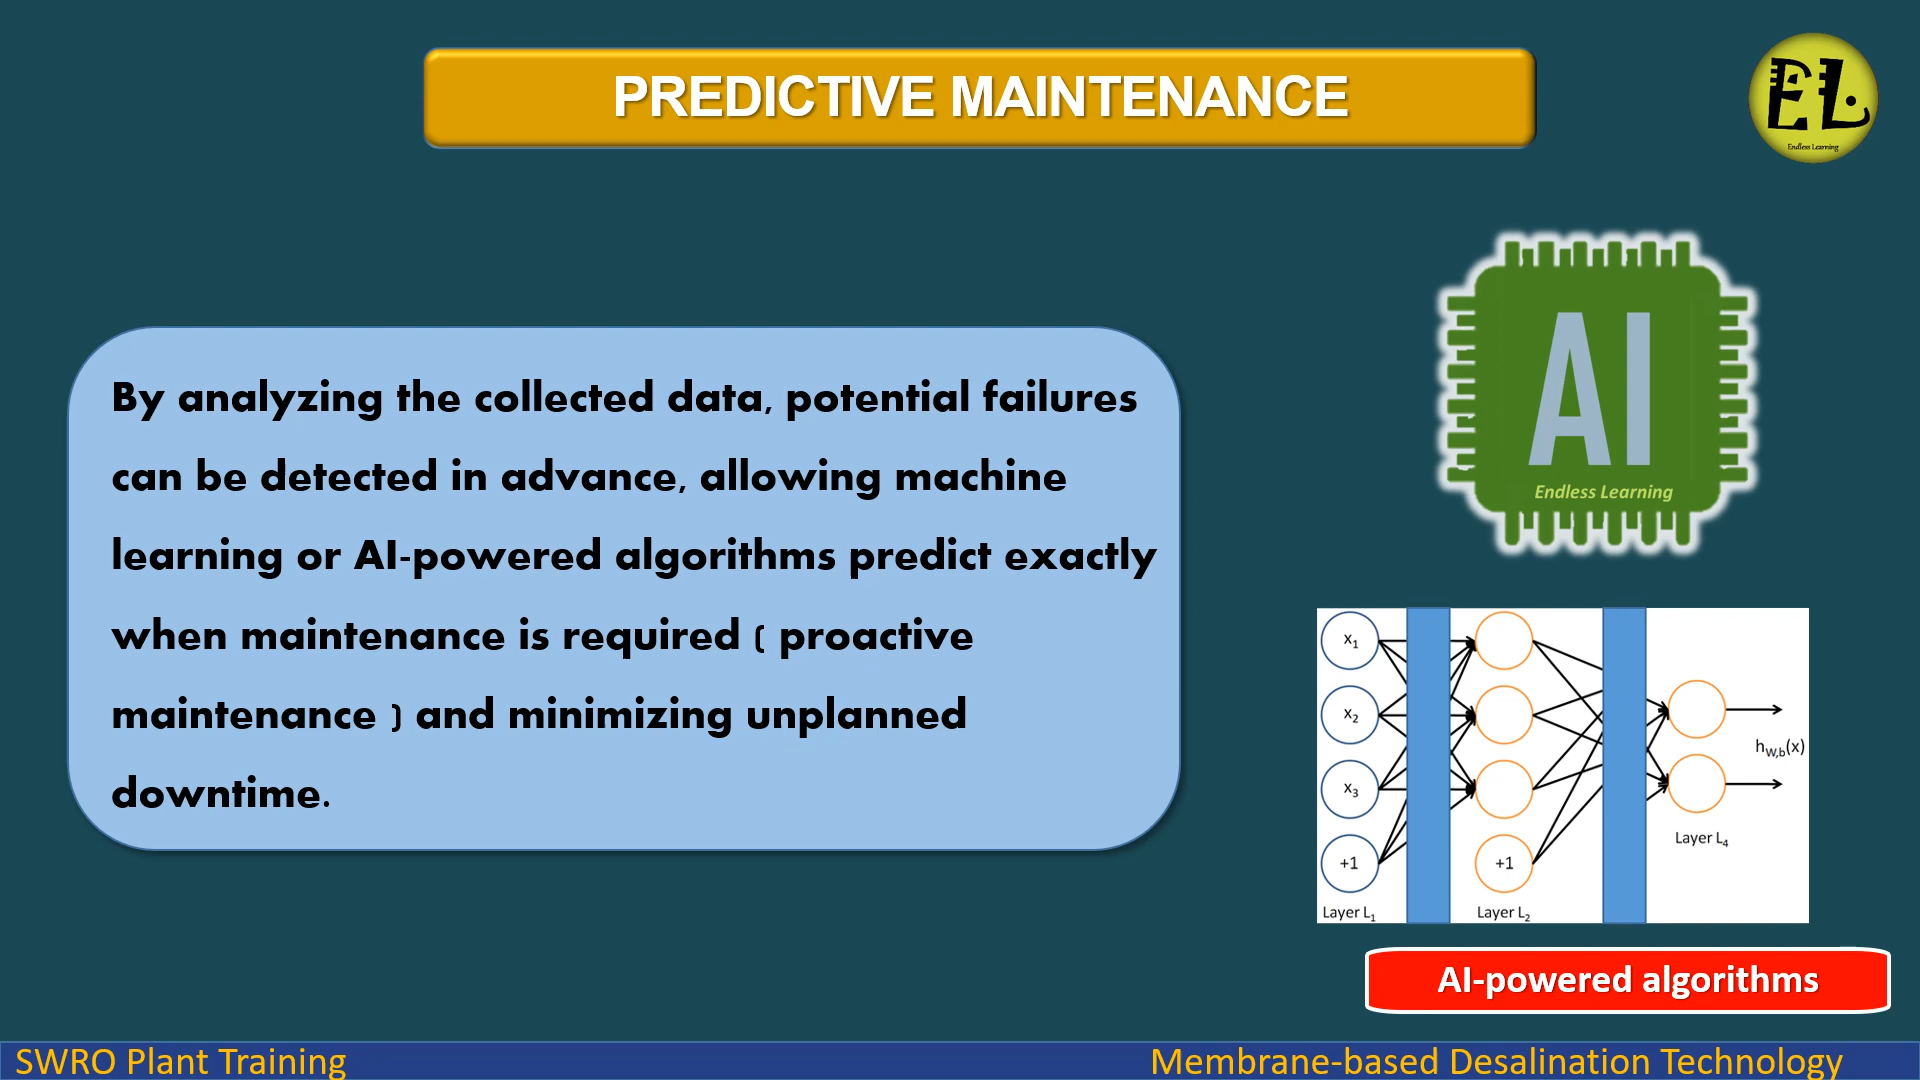 PREDICTIVE MAINTENANCE
EL
Endless Learning
By analyzing the collected data, potential failures
can be detected in advance, allowing machine
learning or AI-powered algorithms predict exactly
when maintenance is required ( proactive
maintenance ) and minimizing unplanned
downtime.
AI
Endless Learning
x1
x2
x3
+1
Layer L1
+1
Layer L2
hW,b(x)
Layer L4
AI-powered algorithms
SWRO Plant Training
Membrane-based Desalination Technology